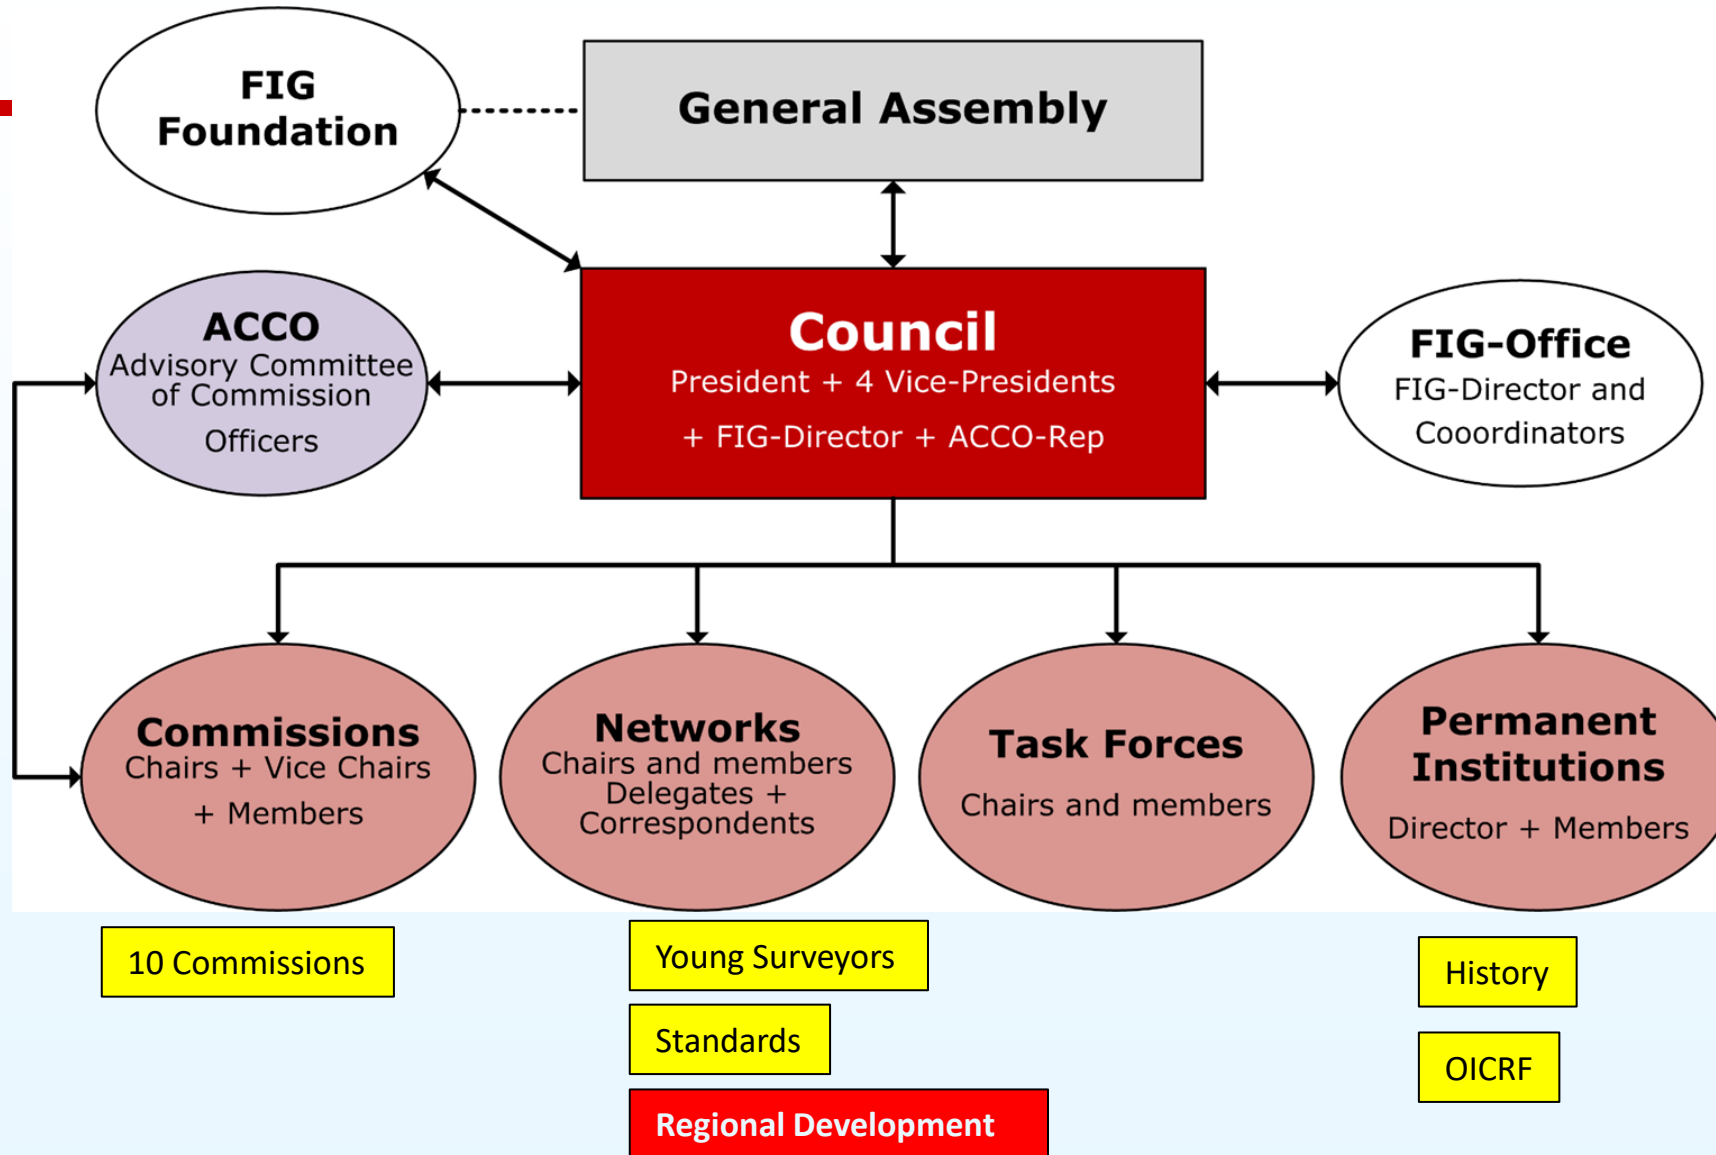 FIG
Foundation
General Assembly
ACCO
Advisory Committee
of Commission
Officers
Council
President + 4 Vice-Presidents
+ FIG-Director + ACCO-Rep
FIG-Office
FIG-Director and
Cooordinators
Commissions
Chairs + Vice Chairs
+ Members
Networks
Chairs and members
Delegates +
Correspondents
Task Forces
Chairs and members
Permanent
Institutions
Director + Members
10 Commissions
Young Surveyors
Standards
Regional Development
History
OICRF